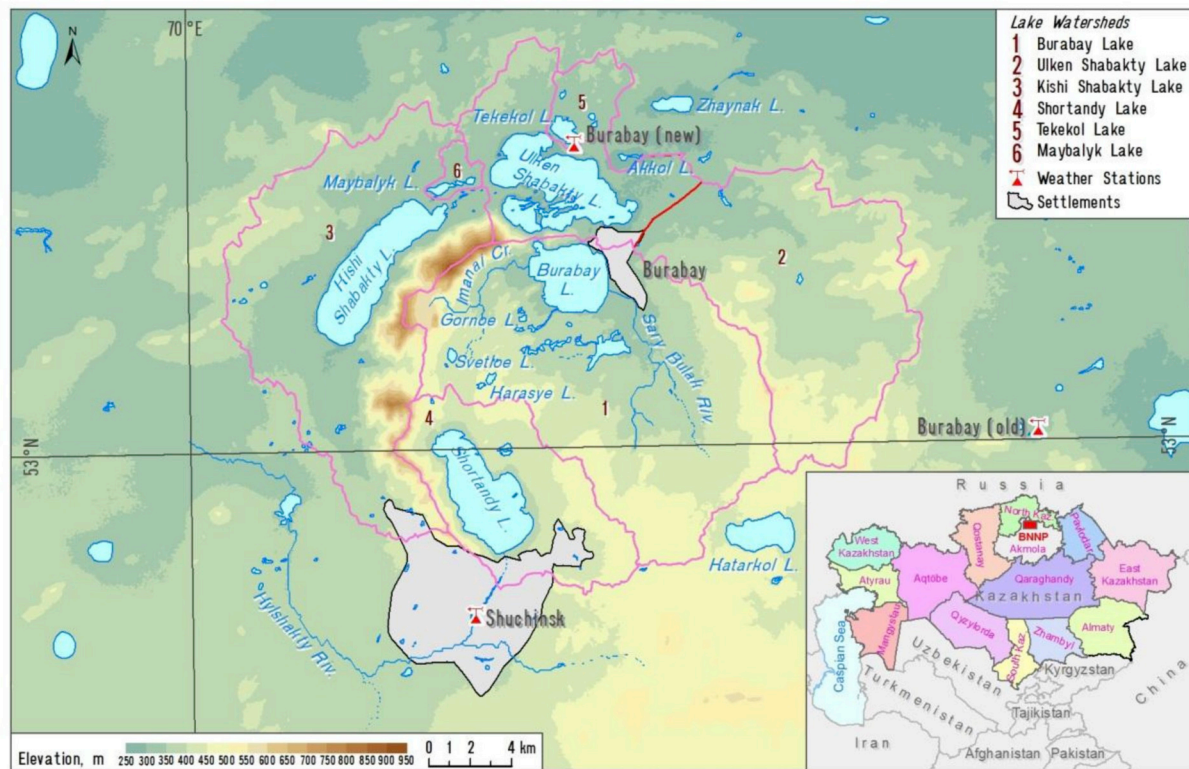 70°E
N
Lake Watersheds
1 Burabay Lake
2 Ulken Shabakty Lake
3 Kishi Shabakty Lake
4 Shortandy Lake
5 Tekekol Lake
6 Maybalyk Lake
Weather Stations
Settlements
5
Zhaynak L.
Tekekol L.
Burabay (new)
Ulken
Shabakty L.
Akkol L.
6
Maybalyk L.
3
Hishi
Shabakty L.
Imanal Cr.
Burabay
L.
Burabay
2
Gornoe L.
Sary Bulak Riv.
Svetloe L.
Harasye L.
1
4
Burabay (old)
53°N
53°N
Shortandy L.
Hatarkol L.
Hylshakty Riv.
Shuchinsk
Russia
North Kaz
BNNP
Akmola
Qostanay
Pavlodar
West
Kazakhstan
Atyrau
Aqtobe
Qaraghandy
East
Kazakhstan
Kazakhstan
Mangystau
Caspian Sea
Qyzylorda
South Kaz
Zhambyl
Almaty
Uzbekistan
Kyrgyzstan
Turkmenistan
China
Tajikistan
Iran
Afghanistan
Pakistan
Elevation, m
250 300 350 400 450 500 550 600 650 700 750 800 850 900 950
0 1 2 4 km